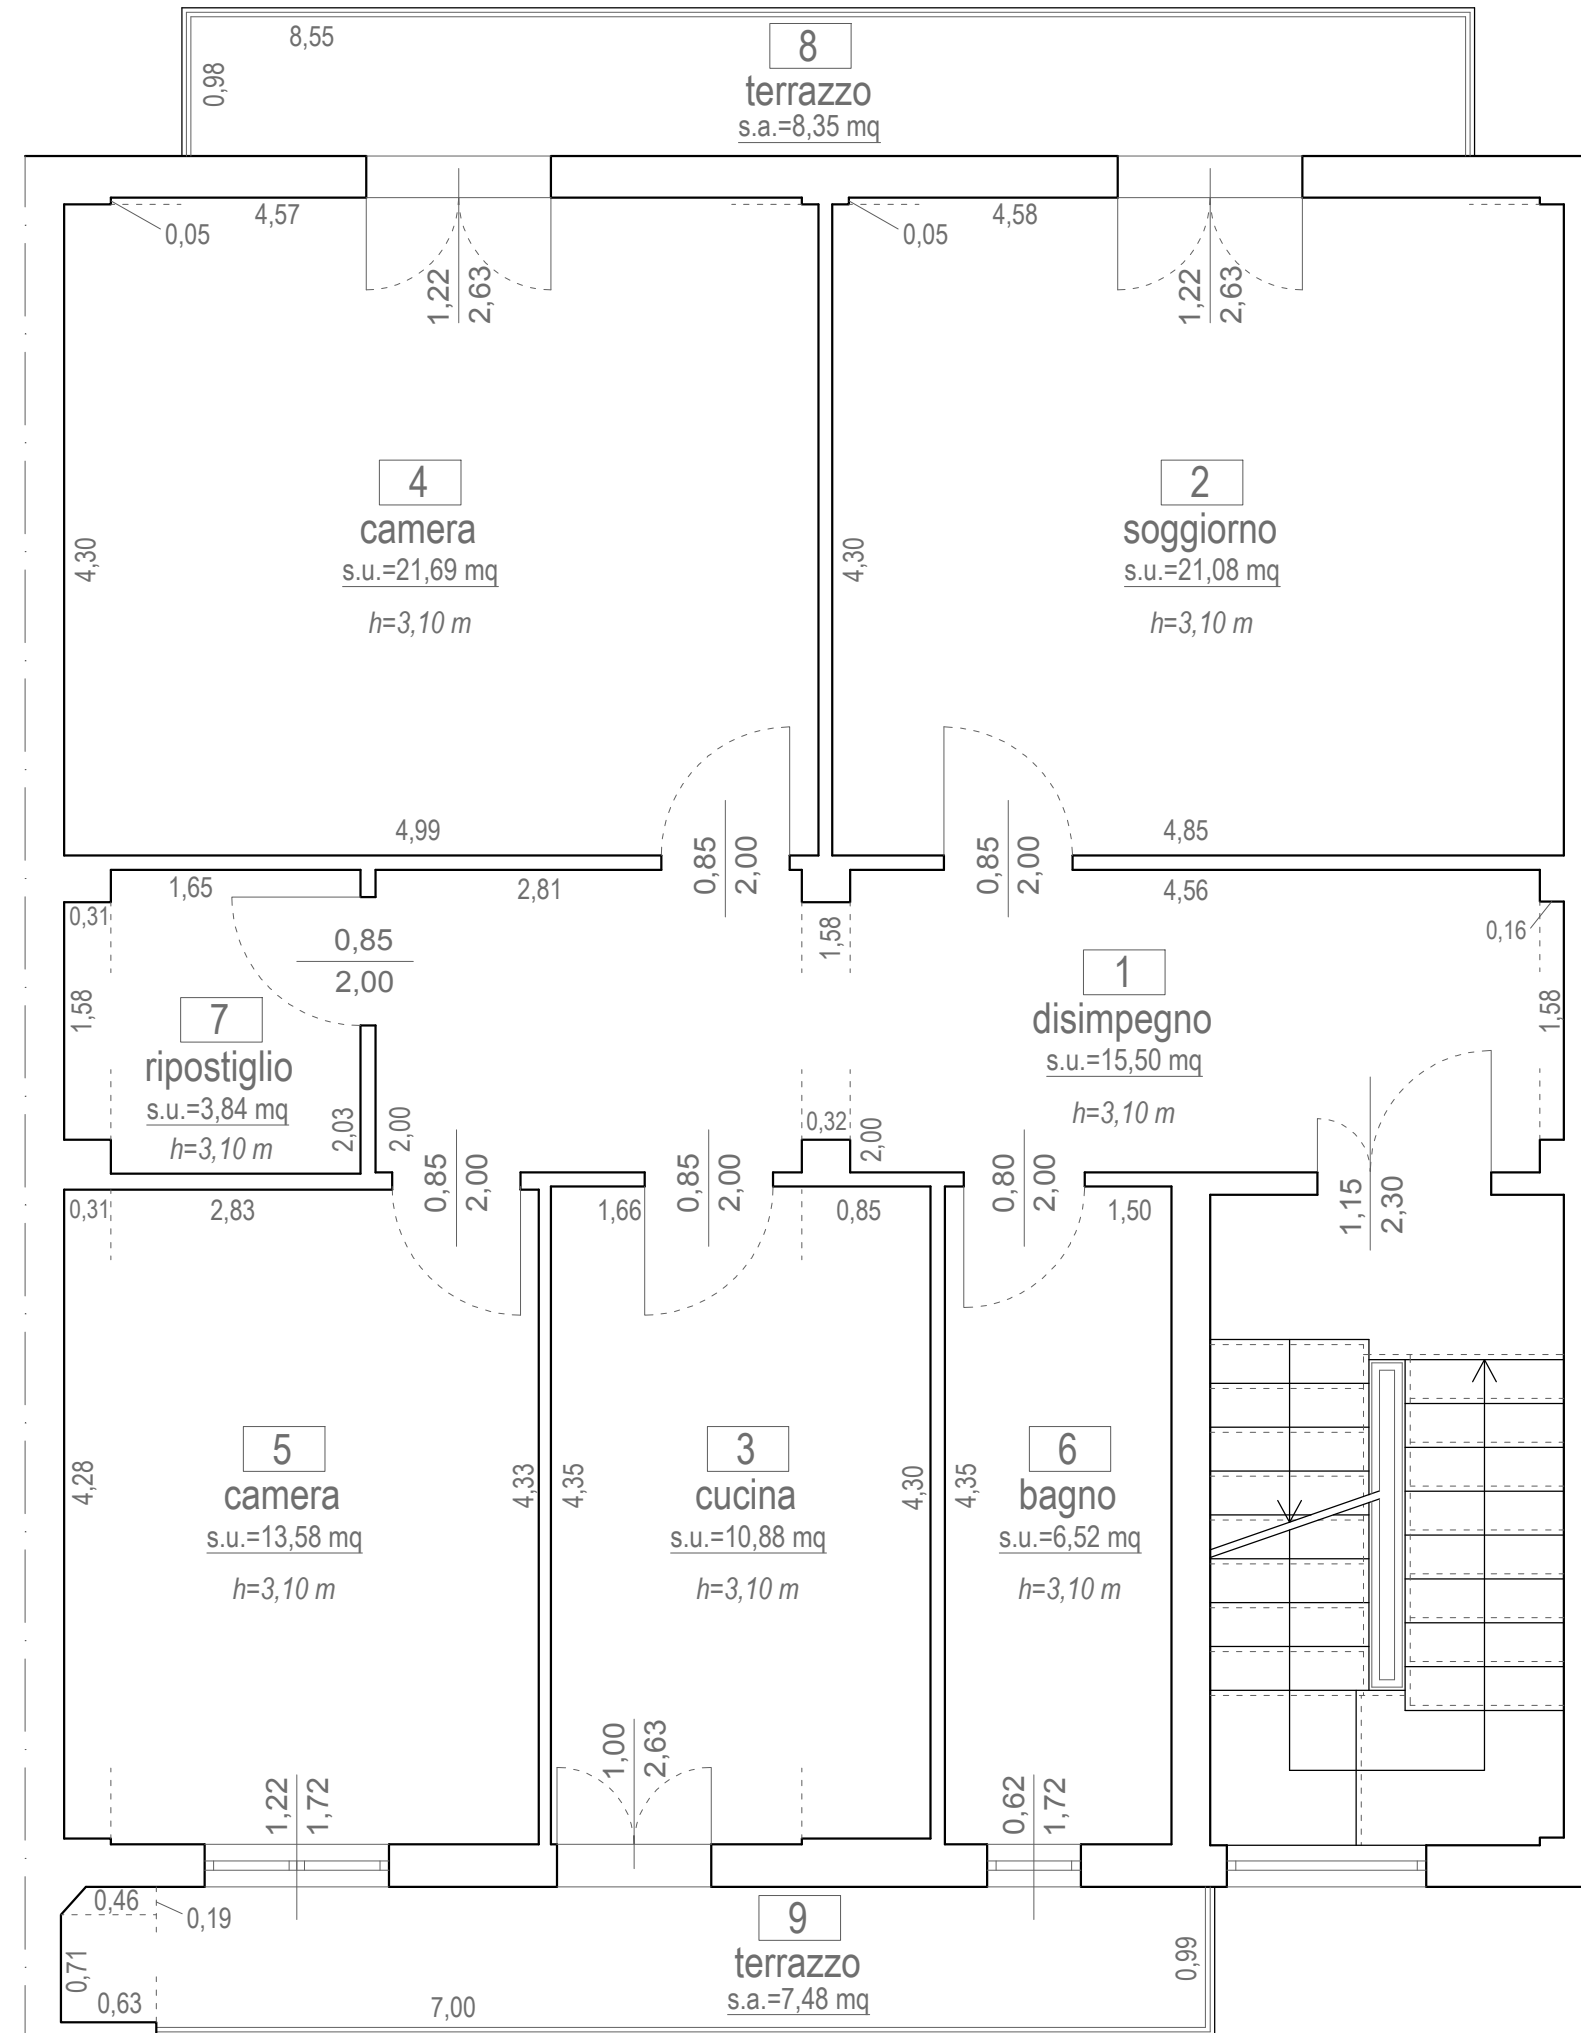 8,55
0,98
8
terrazzo
s.a.=8,35 mq
4,57
0,05
1,22
2,63
4,58
0,05
1,22
2,63
4
camera
s.u.=21,69 mq
h=3,10 m
4,30
4,99
2
soggiorno
s.u.=21,08 mq
h=3,10 m
4,30
4,85
0,85
2,00
0,85
2,00
1,65
2,81
4,56
0,31
1,58
0,85
2,00
1,58
0,16
1,58
7
ripostiglio
s.u.=3,84 mq
h=3,10 m
2,03
2,00
1
disimpegno
s.u.=15,50 mq
h=3,10 m
0,32
2,00
0,85
2,00
0,85
2,00
0,80
2,00
1,15
2,30
0,31
2,83
1,66
0,85
1,50
5
camera
s.u.=13,58 mq
h=3,10 m
4,28
4,33
3
cucina
s.u.=10,88 mq
h=3,10 m
4,35
4,30
6
bagno
s.u.=6,52 mq
h=3,10 m
4,35
1,22
1,72
1,00
2,63
0,62
1,72
0,46
0,19
0,71
0,63
7,00
9
terrazzo
s.a.=7,48 mq
0,99